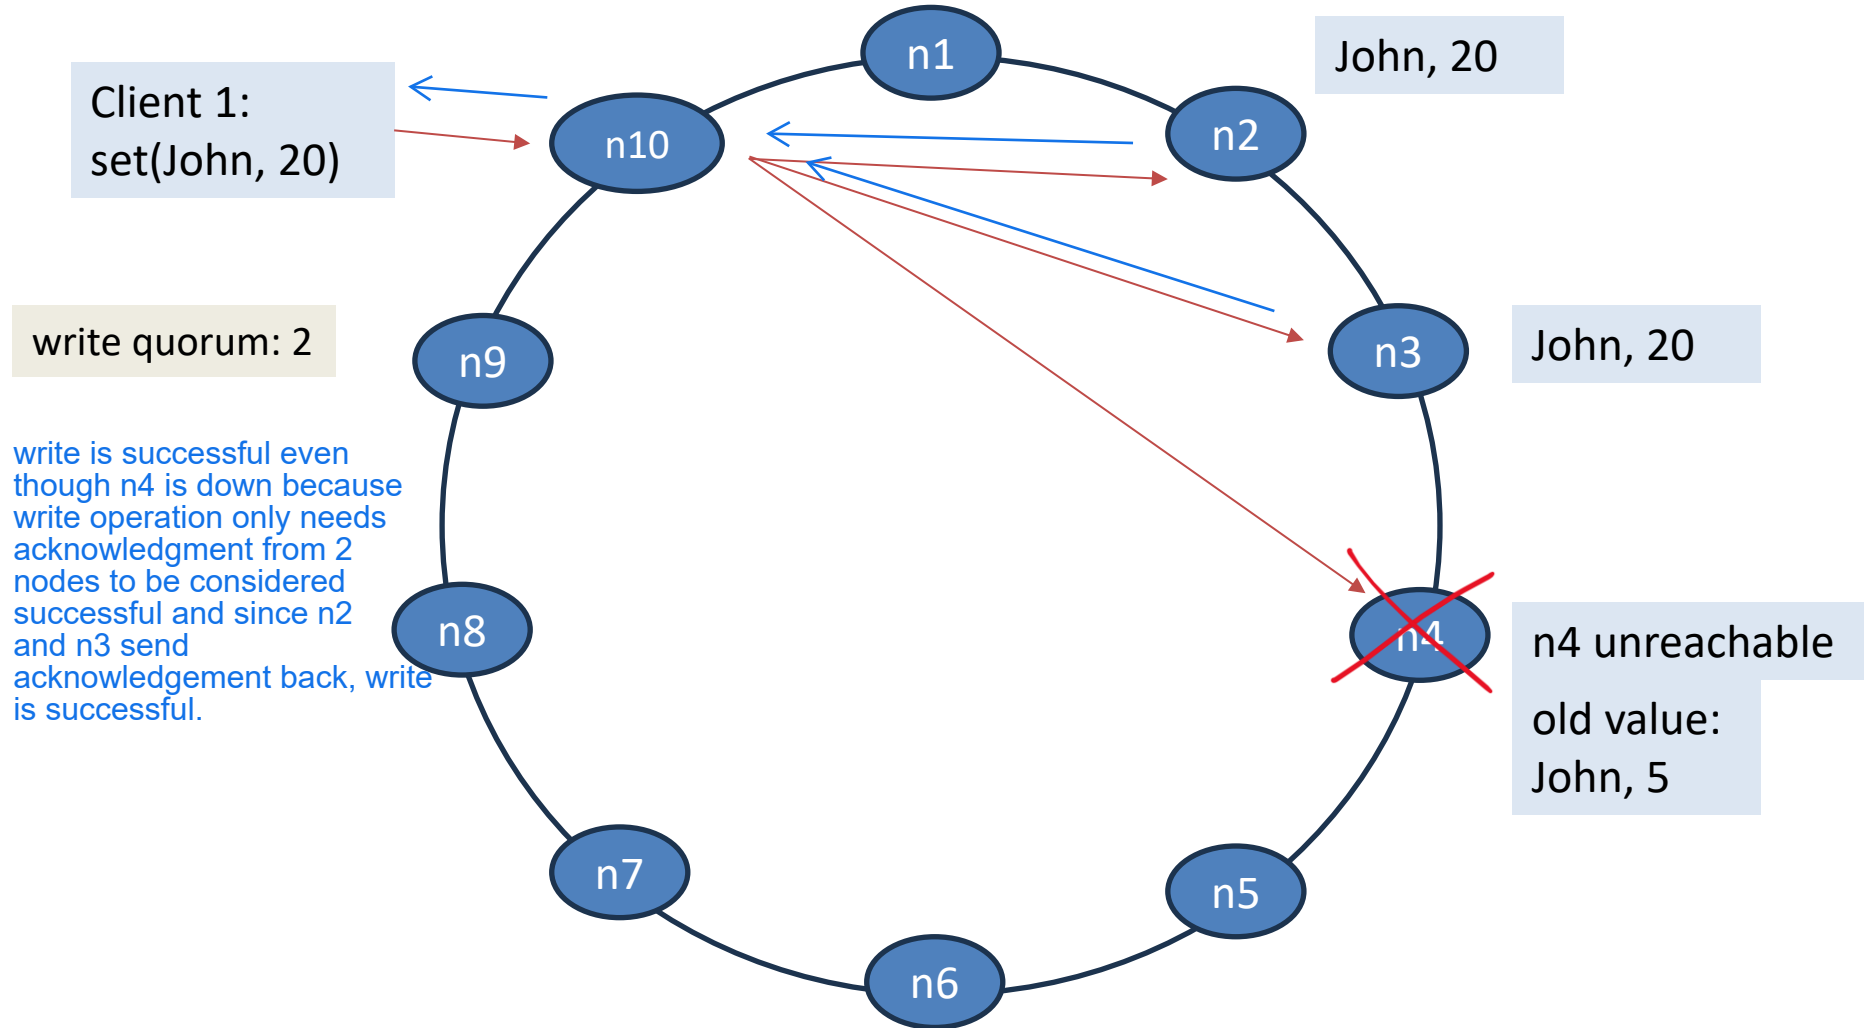 n1
John, 20
Client 1:
set(John, 20)
n10
n2
write quorum: 2
n9
n3
John, 20
write is successful even
though n4 is down because
write operation only needs
acknowledgment from 2
nodes to be considered
successful and since n2
and n3 send
acknowledgement back, write
is successful.
n8
n4
n4 unreachable
old value:
John, 5
n7
n5
n6